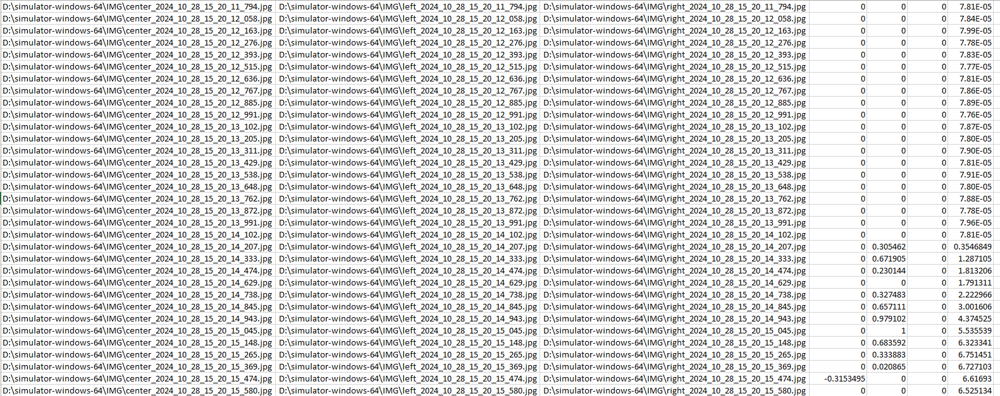 D:\simulator-windows-64\IMG\center_2024_10_28_15_20_11_794.jpg D:\simulator-windows-64\IMG\left_2024_10_28_15_20_11_794.jpg D:\simulator-windows-64\IMG\right_2024_10_28_15_20_11_794.jpg 0 0 0 7.81E-05
D:\simulator-windows-64\IMG\center_2024_10_28_15_20_12_058.jpg D:\simulator-windows-64\IMG\left_2024_10_28_15_20_12_058.jpg D:\simulator-windows-64\IMG\right_2024_10_28_15_20_12_058.jpg 0 0 0 7.84E-05
D:\simulator-windows-64\IMG\center_2024_10_28_15_20_12_163.jpg D:\simulator-windows-64\IMG\left_2024_10_28_15_20_12_163.jpg D:\simulator-windows-64\IMG\right_2024_10_28_15_20_12_163.jpg 0 0 0 7.99E-05
D:\simulator-windows-64\IMG\center_2024_10_28_15_20_12_276.jpg D:\simulator-windows-64\IMG\left_2024_10_28_15_20_12_276.jpg D:\simulator-windows-64\IMG\right_2024_10_28_15_20_12_276.jpg 0 0 0 7.78E-05
D:\simulator-windows-64\IMG\center_2024_10_28_15_20_12_393.jpg D:\simulator-windows-64\IMG\left_2024_10_28_15_20_12_393.jpg D:\simulator-windows-64\IMG\right_2024_10_28_15_20_12_393.jpg 0 0 0 7.83E-05
D:\simulator-windows-64\IMG\center_2024_10_28_15_20_12_515.jpg D:\simulator-windows-64\IMG\left_2024_10_28_15_20_12_515.jpg D:\simulator-windows-64\IMG\right_2024_10_28_15_20_12_515.jpg 0 0 0 7.77E-05
D:\simulator-windows-64\IMG\center_2024_10_28_15_20_12_636.jpg D:\simulator-windows-64\IMG\left_2024_10_28_15_20_12_636.jpg D:\simulator-windows-64\IMG\right_2024_10_28_15_20_12_636.jpg 0 0 0 7.81E-05
D:\simulator-windows-64\IMG\center_2024_10_28_15_20_12_767.jpg D:\simulator-windows-64\IMG\left_2024_10_28_15_20_12_767.jpg D:\simulator-windows-64\IMG\right_2024_10_28_15_20_12_767.jpg 0 0 0 7.86E-05
D:\simulator-windows-64\IMG\center_2024_10_28_15_20_12_885.jpg D:\simulator-windows-64\IMG\left_2024_10_28_15_20_12_885.jpg D:\simulator-windows-64\IMG\right_2024_10_28_15_20_12_885.jpg 0 0 0 7.89E-05
D:\simulator-windows-64\IMG\center_2024_10_28_15_20_12_991.jpg D:\simulator-windows-64\IMG\left_2024_10_28_15_20_12_991.jpg D:\simulator-windows-64\IMG\right_2024_10_28_15_20_12_991.jpg 0 0 0 7.76E-05
D:\simulator-windows-64\IMG\center_2024_10_28_15_20_13_102.jpg D:\simulator-windows-64\IMG\left_2024_10_28_15_20_13_102.jpg D:\simulator-windows-64\IMG\right_2024_10_28_15_20_13_102.jpg 0 0 0 7.87E-05
D:\simulator-windows-64\IMG\center_2024_10_28_15_20_13_205.jpg D:\simulator-windows-64\IMG\left_2024_10_28_15_20_13_205.jpg D:\simulator-windows-64\IMG\right_2024_10_28_15_20_13_205.jpg 0 0 0 7.80E-05
D:\simulator-windows-64\IMG\center_2024_10_28_15_20_13_311.jpg D:\simulator-windows-64\IMG\left_2024_10_28_15_20_13_311.jpg D:\simulator-windows-64\IMG\right_2024_10_28_15_20_13_311.jpg 0 0 0 7.90E-05
D:\simulator-windows-64\IMG\center_2024_10_28_15_20_13_429.jpg D:\simulator-windows-64\IMG\left_2024_10_28_15_20_13_429.jpg D:\simulator-windows-64\IMG\right_2024_10_28_15_20_13_429.jpg 0 0 0 7.81E-05
D:\simulator-windows-64\IMG\center_2024_10_28_15_20_13_538.jpg D:\simulator-windows-64\IMG\left_2024_10_28_15_20_13_538.jpg D:\simulator-windows-64\IMG\right_2024_10_28_15_20_13_538.jpg 0 0 0 7.91E-05
D:\simulator-windows-64\IMG\center_2024_10_28_15_20_13_648.jpg D:\simulator-windows-64\IMG\left_2024_10_28_15_20_13_648.jpg D:\simulator-windows-64\IMG\right_2024_10_28_15_20_13_648.jpg 0 0 0 7.80E-05
D:\simulator-windows-64\IMG\center_2024_10_28_15_20_13_762.jpg D:\simulator-windows-64\IMG\left_2024_10_28_15_20_13_762.jpg D:\simulator-windows-64\IMG\right_2024_10_28_15_20_13_762.jpg 0 0 0 7.88E-05
D:\simulator-windows-64\IMG\center_2024_10_28_15_20_13_872.jpg D:\simulator-windows-64\IMG\left_2024_10_28_15_20_13_872.jpg D:\simulator-windows-64\IMG\right_2024_10_28_15_20_13_872.jpg 0 0 0 7.78E-05
D:\simulator-windows-64\IMG\center_2024_10_28_15_20_13_991.jpg D:\simulator-windows-64\IMG\left_2024_10_28_15_20_13_991.jpg D:\simulator-windows-64\IMG\right_2024_10_28_15_20_13_991.jpg 0 0 0 7.96E-05
D:\simulator-windows-64\IMG\center_2024_10_28_15_20_14_102.jpg D:\simulator-windows-64\IMG\left_2024_10_28_15_20_14_102.jpg D:\simulator-windows-64\IMG\right_2024_10_28_15_20_14_102.jpg 0 0 0 7.81E-05
D:\simulator-windows-64\IMG\center_2024_10_28_15_20_14_207.jpg D:\simulator-windows-64\IMG\left_2024_10_28_15_20_14_207.jpg D:\simulator-windows-64\IMG\right_2024_10_28_15_20_14_207.jpg 0 0.305462 0 0.3546849
D:\simulator-windows-64\IMG\center_2024_10_28_15_20_14_333.jpg D:\simulator-windows-64\IMG\left_2024_10_28_15_20_14_333.jpg D:\simulator-windows-64\IMG\right_2024_10_28_15_20_14_333.jpg 0 0.671905 0 1.287105
D:\simulator-windows-64\IMG\center_2024_10_28_15_20_14_474.jpg D:\simulator-windows-64\IMG\left_2024_10_28_15_20_14_474.jpg D:\simulator-windows-64\IMG\right_2024_10_28_15_20_14_474.jpg 0 0.230144 0 1.813206
D:\simulator-windows-64\IMG\center_2024_10_28_15_20_14_629.jpg D:\simulator-windows-64\IMG\left_2024_10_28_15_20_14_629.jpg D:\simulator-windows-64\IMG\right_2024_10_28_15_20_14_629.jpg 0 0 0 1.791311
D:\simulator-windows-64\IMG\center_2024_10_28_15_20_14_738.jpg D:\simulator-windows-64\IMG\left_2024_10_28_15_20_14_738.jpg D:\simulator-windows-64\IMG\right_2024_10_28_15_20_14_738.jpg 0 0.327483 0 2.222966
D:\simulator-windows-64\IMG\center_2024_10_28_15_20_14_845.jpg D:\simulator-windows-64\IMG\left_2024_10_28_15_20_14_845.jpg D:\simulator-windows-64\IMG\right_2024_10_28_15_20_14_845.jpg 0 0.657111 0 3.001606
D:\simulator-windows-64\IMG\center_2024_10_28_15_20_14_943.jpg D:\simulator-windows-64\IMG\left_2024_10_28_15_20_14_943.jpg D:\simulator-windows-64\IMG\right_2024_10_28_15_20_14_943.jpg 0 0.979102 0 4.374525
D:\simulator-windows-64\IMG\center_2024_10_28_15_20_15_045.jpg D:\simulator-windows-64\IMG\left_2024_10_28_15_20_15_045.jpg D:\simulator-windows-64\IMG\right_2024_10_28_15_20_15_045.jpg 0 1 0 5.535539
D:\simulator-windows-64\IMG\center_2024_10_28_15_20_15_148.jpg D:\simulator-windows-64\IMG\left_2024_10_28_15_20_15_148.jpg D:\simulator-windows-64\IMG\right_2024_10_28_15_20_15_148.jpg 0 0.683592 0 6.323341
D:\simulator-windows-64\IMG\center_2024_10_28_15_20_15_265.jpg D:\simulator-windows-64\IMG\left_2024_10_28_15_20_15_265.jpg D:\simulator-windows-64\IMG\right_2024_10_28_15_20_15_265.jpg 0 0.333883 0 6.751451
D:\simulator-windows-64\IMG\center_2024_10_28_15_20_15_369.jpg D:\simulator-windows-64\IMG\left_2024_10_28_15_20_15_369.jpg D:\simulator-windows-64\IMG\right_2024_10_28_15_20_15_369.jpg 0 0.020865 0 6.727103
D:\simulator-windows-64\IMG\center_2024_10_28_15_20_15_474.jpg D:\simulator-windows-64\IMG\left_2024_10_28_15_20_15_474.jpg D:\simulator-windows-64\IMG\right_2024_10_28_15_20_15_474.jpg -0.3153495 0 0 6.61693
D:\simulator-windows-64\IMG\center_2024_10_28_15_20_15_580.jpg D:\simulator-windows-64\IMG\left_2024_10_28_15_20_15_580.jpg D:\simulator-windows-64\IMG\right_2024_10_28_15_20_15_580.jpg 0 0 0 6.525134